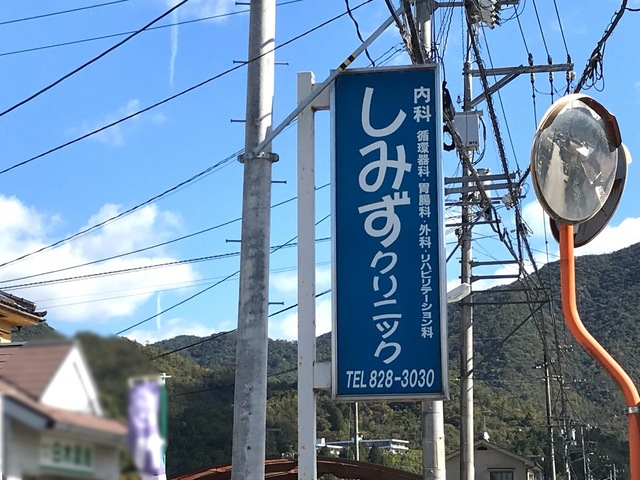 内科
循環器科・胃腸科・外科・リハビリテーション科
しみずクリニック
TEL 828-3030